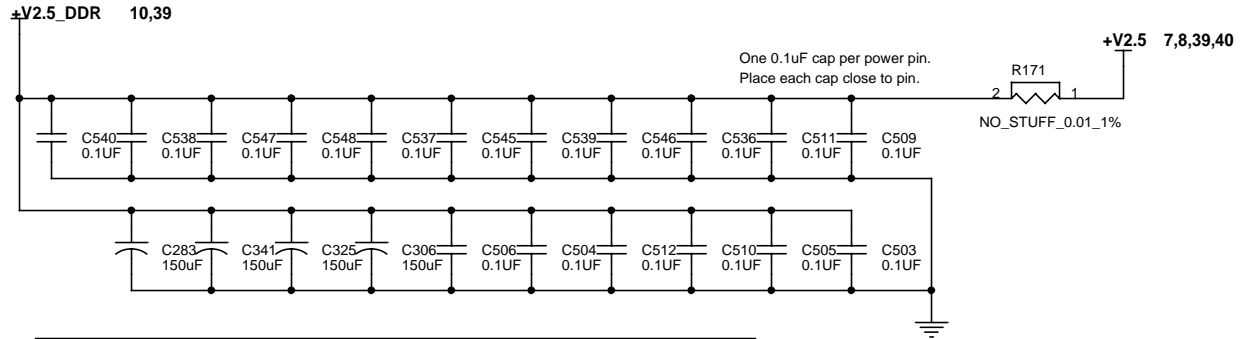 +V2.5_DDR 10,39
+V2.5 7,8,39,40
One 0.1uF cap per power pin.
Place each cap close to pin.
R171
2 1
NO_STUFF_0.01_1%
C540 C538 C547 C548 C537 C545 C539 C546 C536 C511 C509
0.1UF 0.1UF 0.1UF 0.1UF 0.1UF 0.1UF 0.1UF 0.1UF 0.1UF 0.1UF 0.1UF
C283 C341 C325 C306 C506 C504 C512 C510 C505 C503
150uF 150uF 150uF 150uF 0.1UF 0.1UF 0.1UF 0.1UF 0.1UF 0.1UF